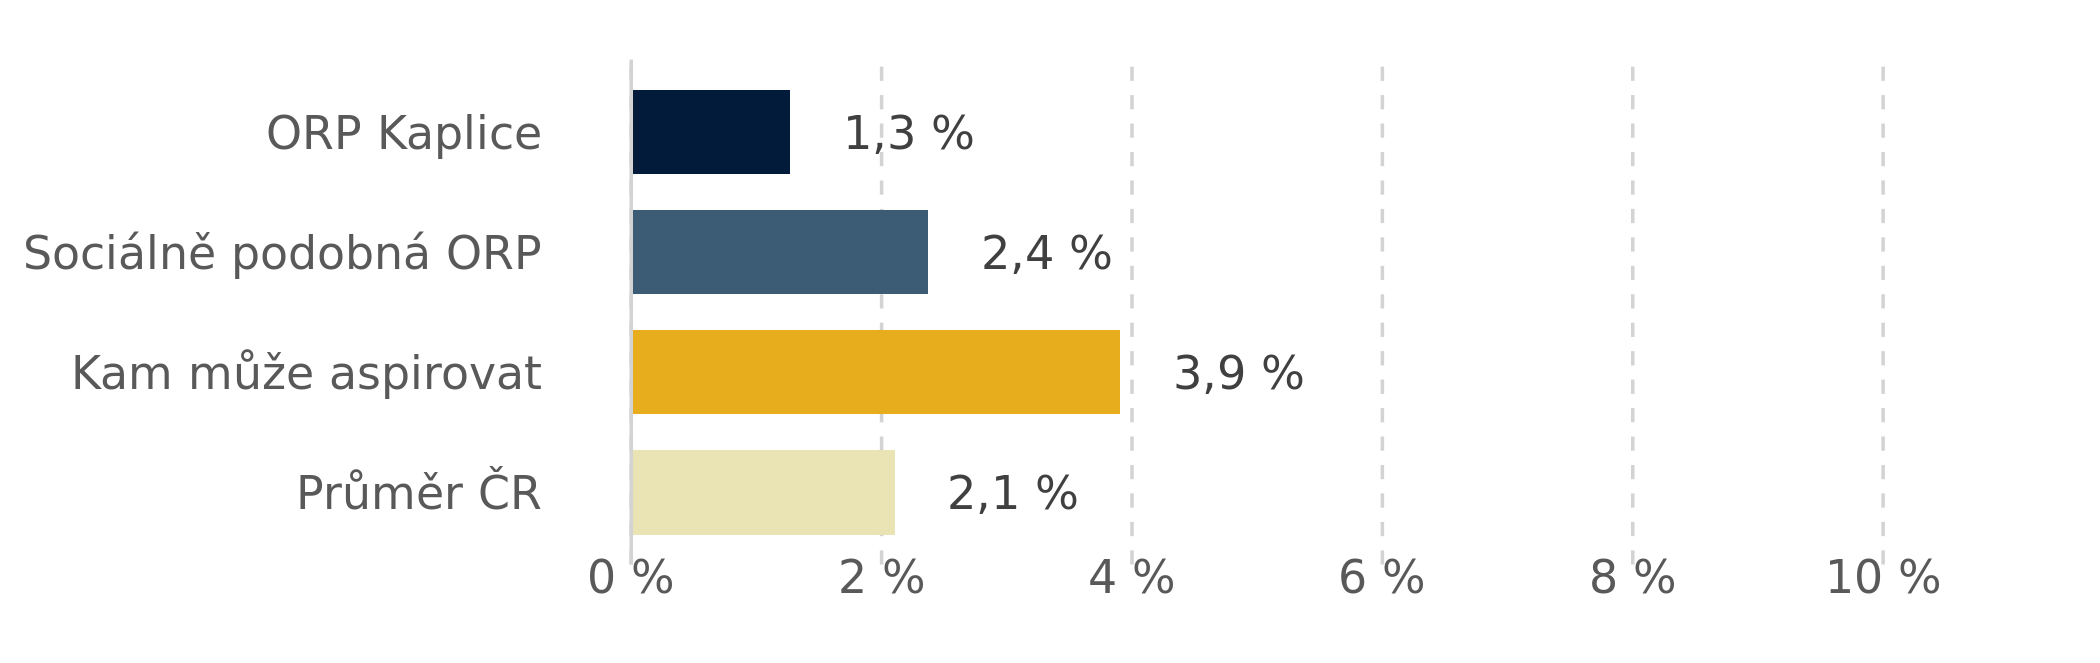 ORP Kaplice 1,3 %
Sociálně podobná ORP 2,4 %
Kam může aspirovat 3,9 %
Průměr ČR 2,1 %
0 % 2 % 4 % 6 % 8 % 10 %